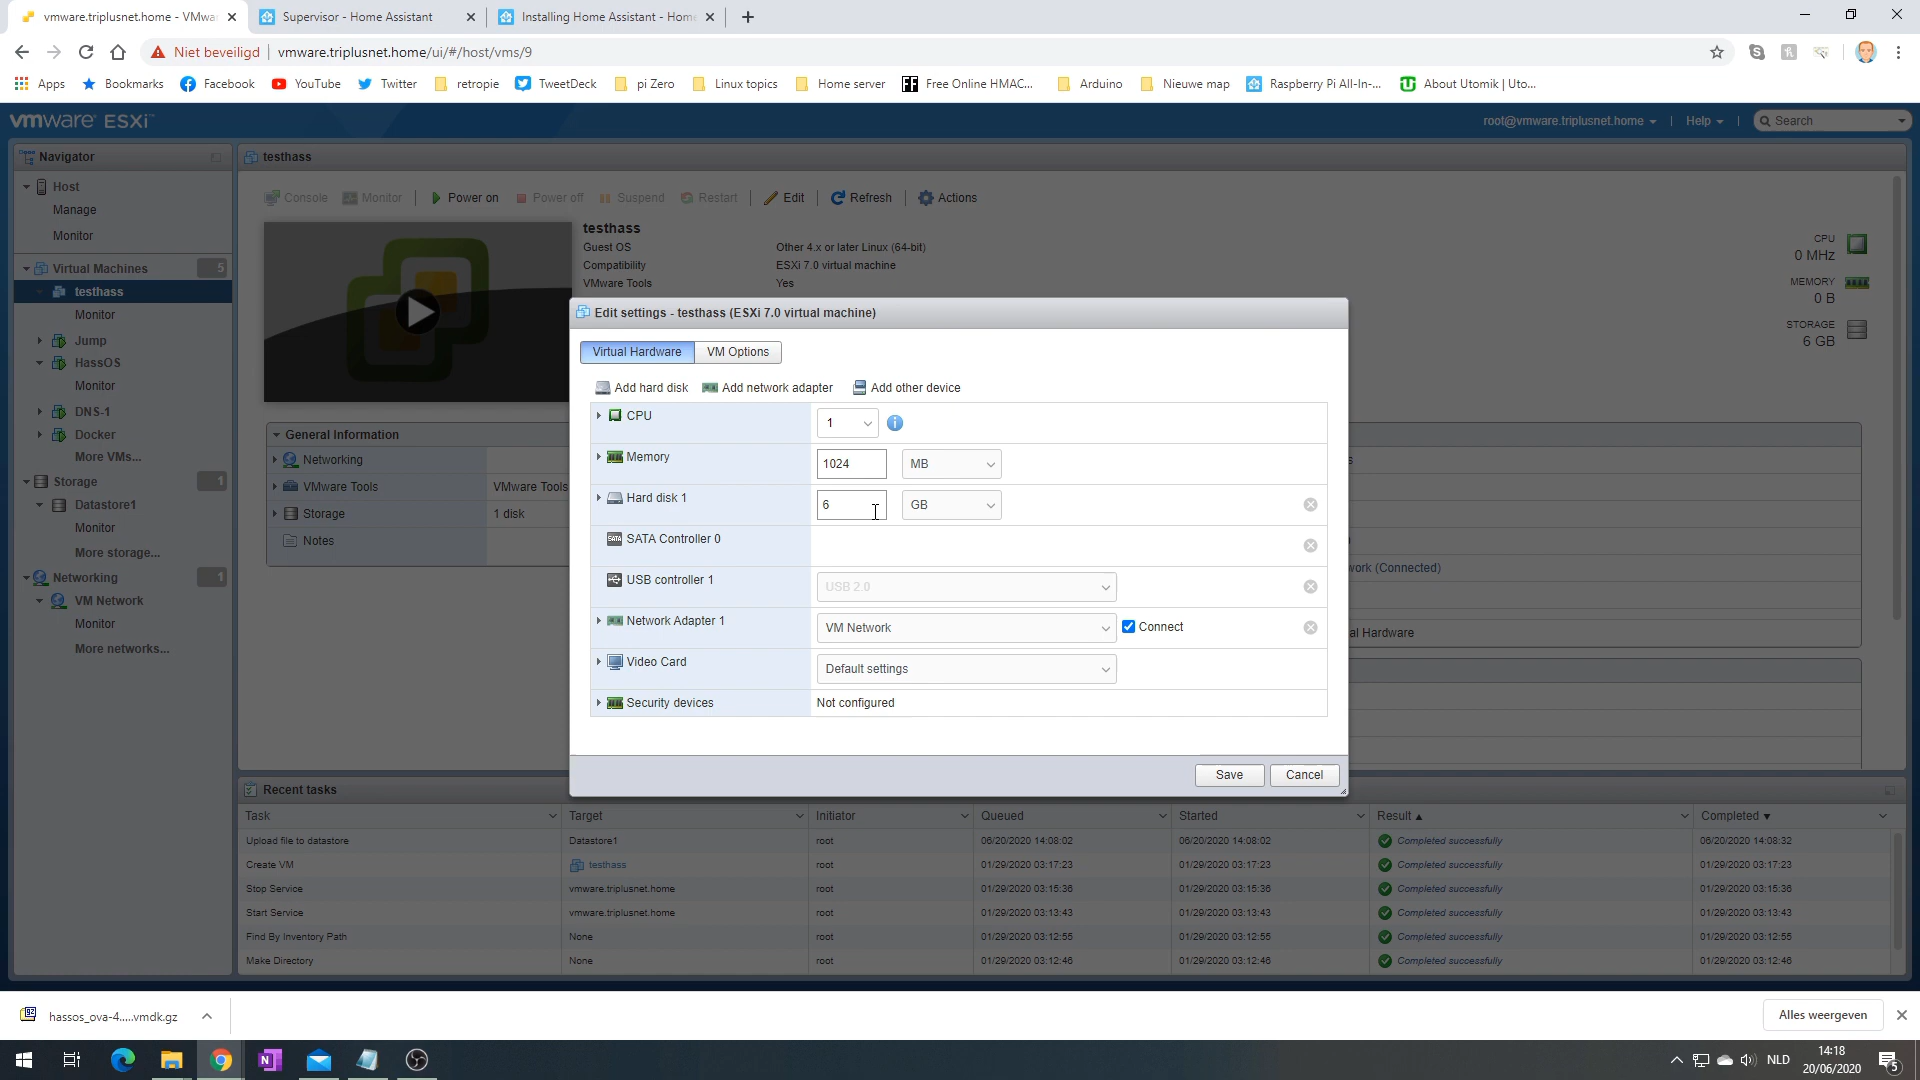 vmware.triplusnet.home - VMwar
Supervisor - Home Assistant
Installing Home Assistant - Home
Niet beveiligd | vmware.triplusnet.home/ui/#/host/vms/9
Apps Bookmarks Facebook YouTube Twitter retropie TweetDeck pi Zero Linux topics Home server Free Online HMAC... Arduino Nieuwe map Raspberry Pi All-In-... About Utomik | Uto...
vmware ESXi
root@vmware.triplusnet.home | Help | Search
Navigator
testhass
Host
Manage
Monitor
Virtual Machines 5
testhass
Monitor
Jump
HassOS
Monitor
DNS-1
Docker
More VMs...
Storage 1
Datastore1
Monitor
More storage...
Networking 1
VM Network
Monitor
More networks...
Console Monitor Power on Power off Suspend Restart Edit Refresh Actions
testhass
Guest OS Other 4.x or later Linux (64-bit)
Compatibility ESXi 7.0 virtual machine
VMware Tools Yes
CPU
0 MHz
MEMORY
0 B
STORAGE
6 GB
General Information
Networking
VMware Tools VMware Tools
Storage 1 disk
Notes
work (Connected)
al Hardware
Edit settings - testhass (ESXi 7.0 virtual machine)
Virtual Hardware VM Options
Add hard disk Add network adapter Add other device
CPU 1
Memory 1024 MB
Hard disk 1 6 GB
SATA Controller 0
USB controller 1 USB 2.0
Network Adapter 1 VM Network Connect
Video Card Default settings
Security devices Not configured
Save Cancel
Recent tasks
Task Target Initiator Queued Started Result Completed
Upload file to datastore Datastore1 root 06/20/2020 14:08:02 06/20/2020 14:08:02 Completed successfully 06/20/2020 14:08:32
Create VM testhass root 01/29/2020 03:17:23 01/29/2020 03:17:23 Completed successfully 01/29/2020 03:17:23
Stop Service vmware.triplusnet.home root 01/29/2020 03:15:36 01/29/2020 03:15:36 Completed successfully 01/29/2020 03:15:36
Start Service vmware.triplusnet.home root 01/29/2020 03:13:43 01/29/2020 03:13:43 Completed successfully 01/29/2020 03:13:43
Find By Inventory Path None root 01/29/2020 03:12:55 01/29/2020 03:12:55 Completed successfully 01/29/2020 03:12:55
Make Directory None root 01/29/2020 03:12:46 01/29/2020 03:12:46 Completed successfully 01/29/2020 03:12:46
hassos_ova-4.....vmdk.gz
Alles weergeven
NLD
14:18
20/06/2020
5